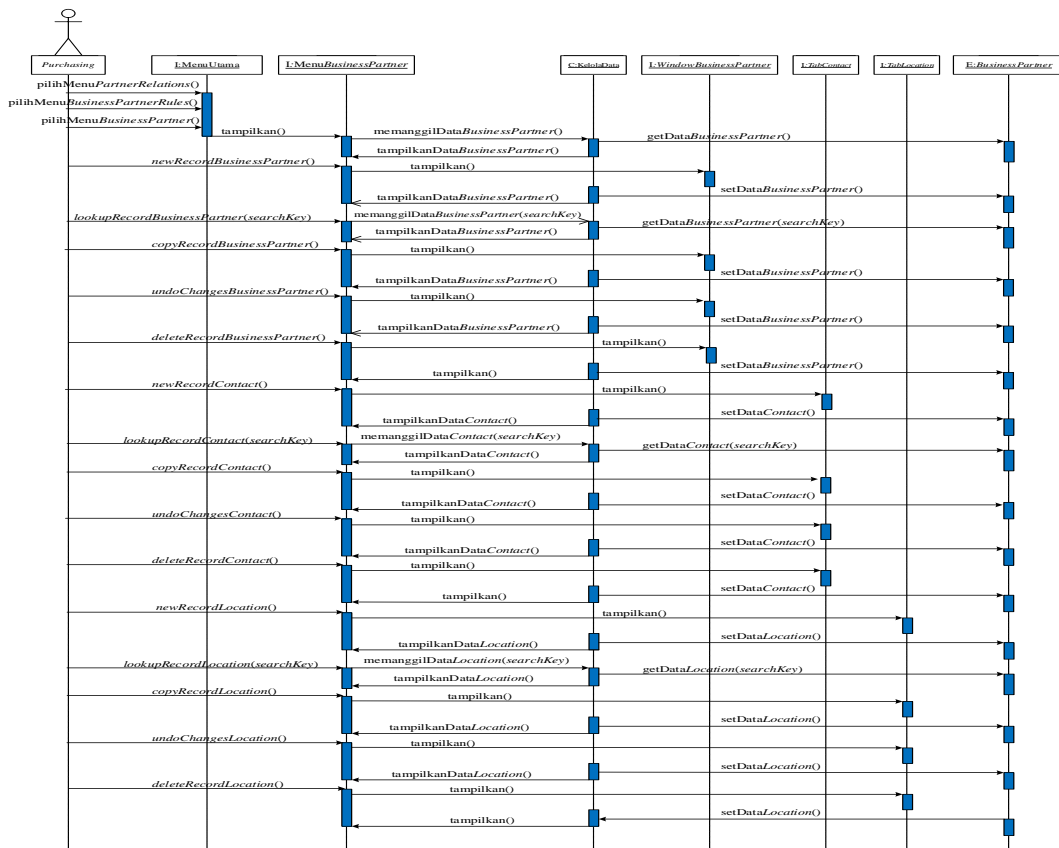 Purchasing I:MenuUtama I:MenuBusinessPartner C:KelolaData I:WindowBusinessPartner I:TabContact I:TabLocation E:BusinessPartner
pilihMenuPartnerRelations()
pilihMenuBusinessPartnerRules()
pilihMenuBusinessPartner()
tampilkan() memanggilDataBusinessPartner() getDataBusinessPartner()
tampilkanDataBusinessPartner()
newRecordBusinessPartner() tampilkan()
tampilkanDataBusinessPartner() setDataBusinessPartner()
lookupRecordBusinessPartner(searchKey) memanggilDataBusinessPartner(searchKey) getDataBusinessPartner(searchKey)
tampilkanDataBusinessPartner()
copyRecordBusinessPartner() tampilkan()
tampilkanDataBusinessPartner() setDataBusinessPartner()
undoChangesBusinessPartner() tampilkan()
tampilkanDataBusinessPartner() setDataBusinessPartner()
deleteRecordBusinessPartner() tampilkan()
tampilkan() setDataBusinessPartner()
newRecordContact() tampilkan()
tampilkanDataContact() setDataContact()
lookupRecordContact(searchKey) memanggilDataContact(searchKey) getDataContact(searchKey)
tampilkanDataContact()
copyRecordContact() tampilkan()
tampilkanDataContact() setDataContact()
undoChangesContact() tampilkan()
tampilkanDataContact() setDataContact()
deleteRecordContact() tampilkan()
tampilkan() setDataContact()
newRecordLocation() tampilkan()
tampilkanDataLocation() setDataLocation()
lookupRecordLocation(searchKey) memanggilDataLocation(searchKey) getDataLocation(searchKey)
tampilkanDataLocation()
copyRecordLocation() tampilkan()
tampilkanDataLocation() setDataLocation()
undoChangesLocation() tampilkan()
tampilkanDataLocation() setDataLocation()
deleteRecordLocation() tampilkan()
tampilkan() setDataLocation()